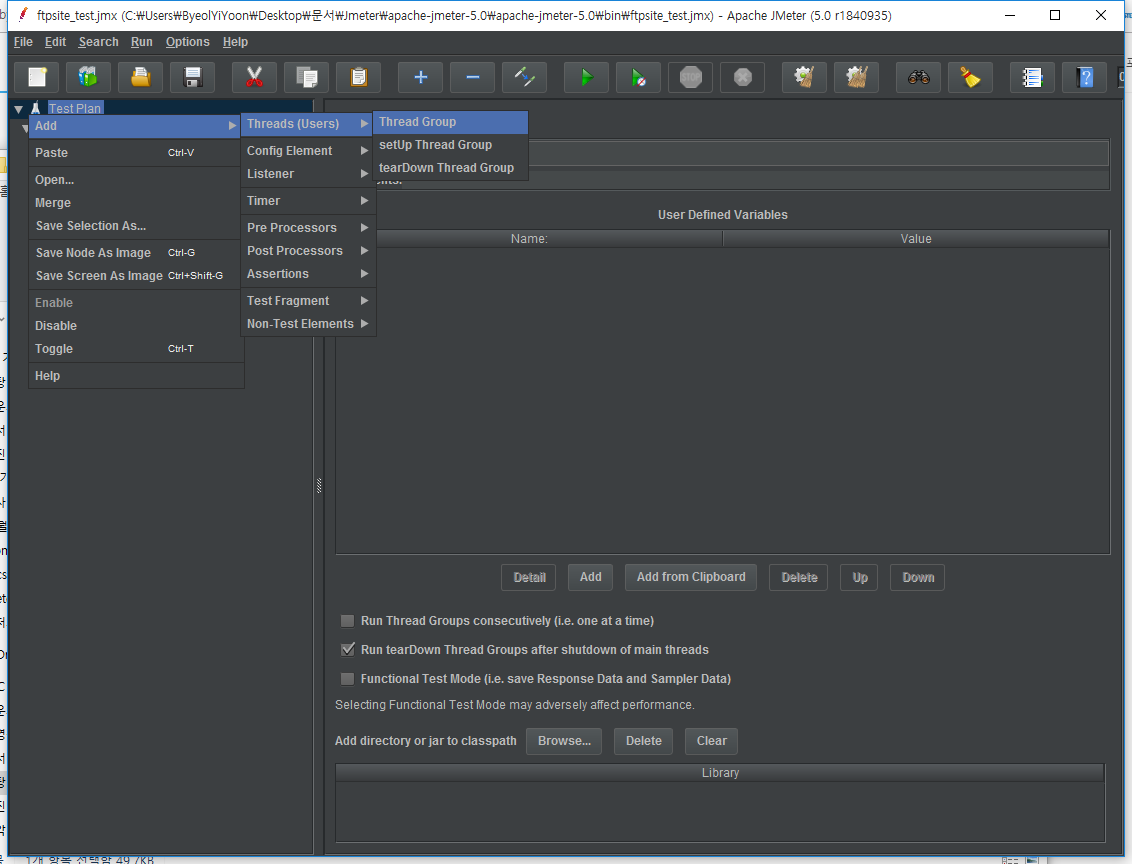 ftpsite_test.jmx (C:₩Users₩ByeolYiYoon₩Desktop₩문서₩Jmeter₩apache-jmeter-5.0₩apache-jmeter-5.0₩bin₩ftpsite_test.jmx) - Apache JMeter (5.0 r1840935)
File Edit Search Run Options Help
STOP
Test Plan
Add
Paste Ctrl-V
Open...
Merge
Save Selection As...
Save Node As Image Ctrl-G
Save Screen As Image Ctrl+Shift-G
Enable
Disable
Toggle Ctrl-T
Help
Threads (Users)
Config Element
Listener
Timer
Pre Processors
Post Processors
Assertions
Test Fragment
Non-Test Elements
Thread Group
setUp Thread Group
tearDown Thread Group
User Defined Variables
Name: Value
Detail Add Add from Clipboard Delete Up Down
Run Thread Groups consecutively (i.e. one at a time)
Run tearDown Thread Groups after shutdown of main threads
Functional Test Mode (i.e. save Response Data and Sampler Data)
Selecting Functional Test Mode may adversely affect performance.
Add directory or jar to classpath Browse... Delete Clear
Library
1개 항목 선택함 49.7KB